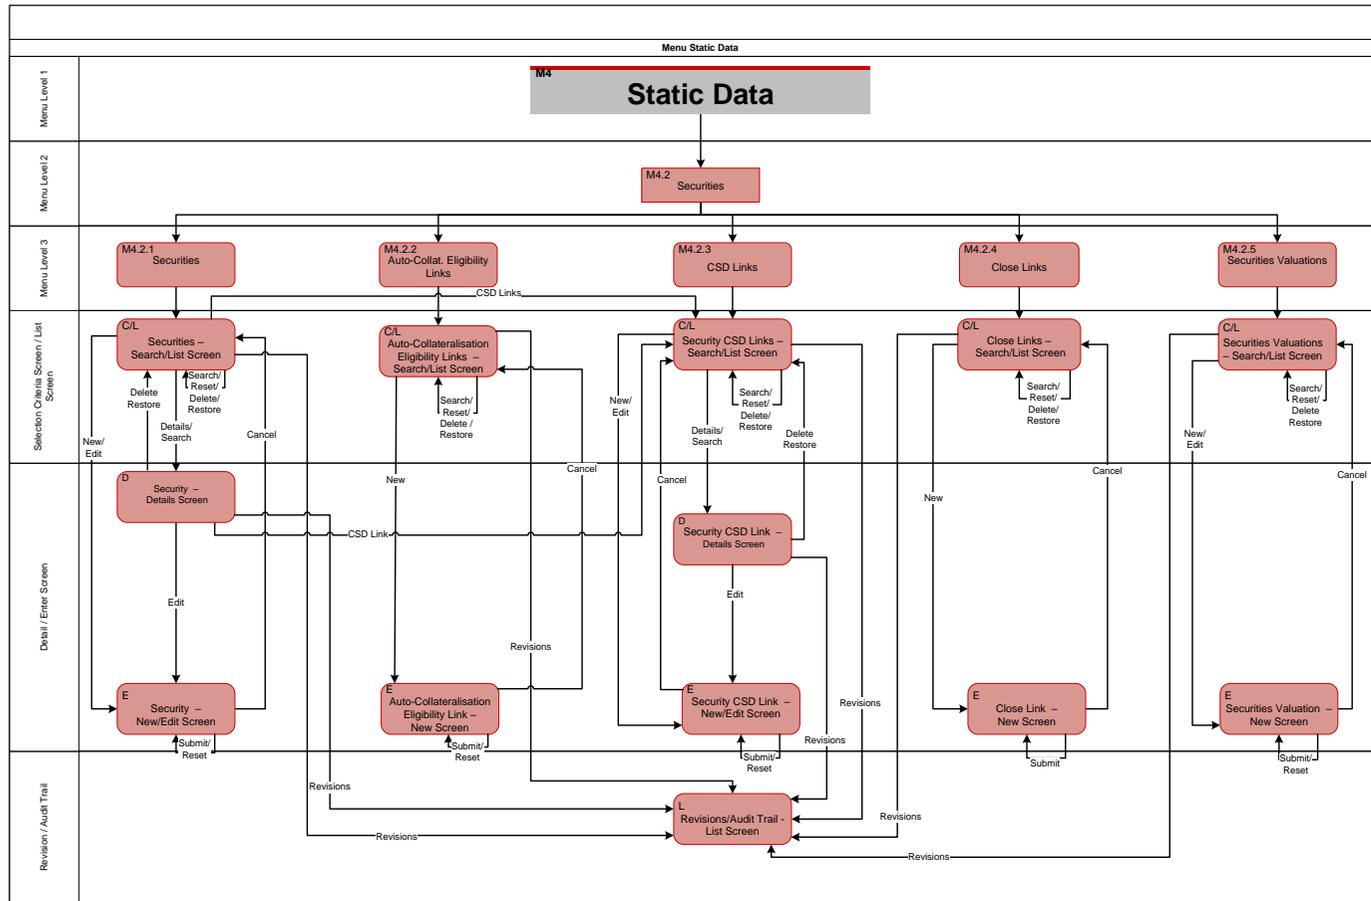 Menu Static Data
Menu Level 1
M4
Static Data
Menu Level 2
M4.2
Securities
Menu Level 3
M4.2.1
Securities
M4.2.2
Auto-Collat. Eligibility
Links
M4.2.3
CSD Links
M4.2.4
Close Links
M4.2.5
Securities Valuations
CSD Links
Selection Criteria Screen / List
Screen
C/L
Securities –
Search/List Screen
C/L
Auto-Collateralisation
Eligibility Links –
Search/List Screen
C/L
Security CSD Links –
Search/List Screen
C/L
Close Links –
Search/List Screen
C/L
Securities Valuations
– Search/List Screen
Delete
Restore
Search/
Reset/
Delete/
Restore
Details/
Search
New/
Edit
Cancel
Search/
Reset/
Delete /
Restore
New
Cancel
New/
Edit
Details/
Search
Search/
Reset/
Delete/
Restore
Delete
Restore
Cancel
Search/
Reset/
Delete/
Restore
New
Cancel
Search/
Reset/
Delete
Restore
New/
Edit
Cancel
Detail / Enter Screen
D
Security –
Details Screen
CSD Link
D
Security CSD Link –
Details Screen
Edit
Edit
Revisions
Revisions
Revisions
E
Security –
New/Edit Screen
E
Auto-Collateralisation
Eligibility Link –
New Screen
E
Security CSD Link –
New/Edit Screen
E
Close Link –
New Screen
E
Securities Valuation –
New Screen
Submit/
Reset
Submit/
Reset
Submit/
Reset
Submit
Submit/
Reset
Revision / Audit Trail
Revisions
Revisions
L
Revisions/Audit Trail -
List Screen
Revisions
Revisions